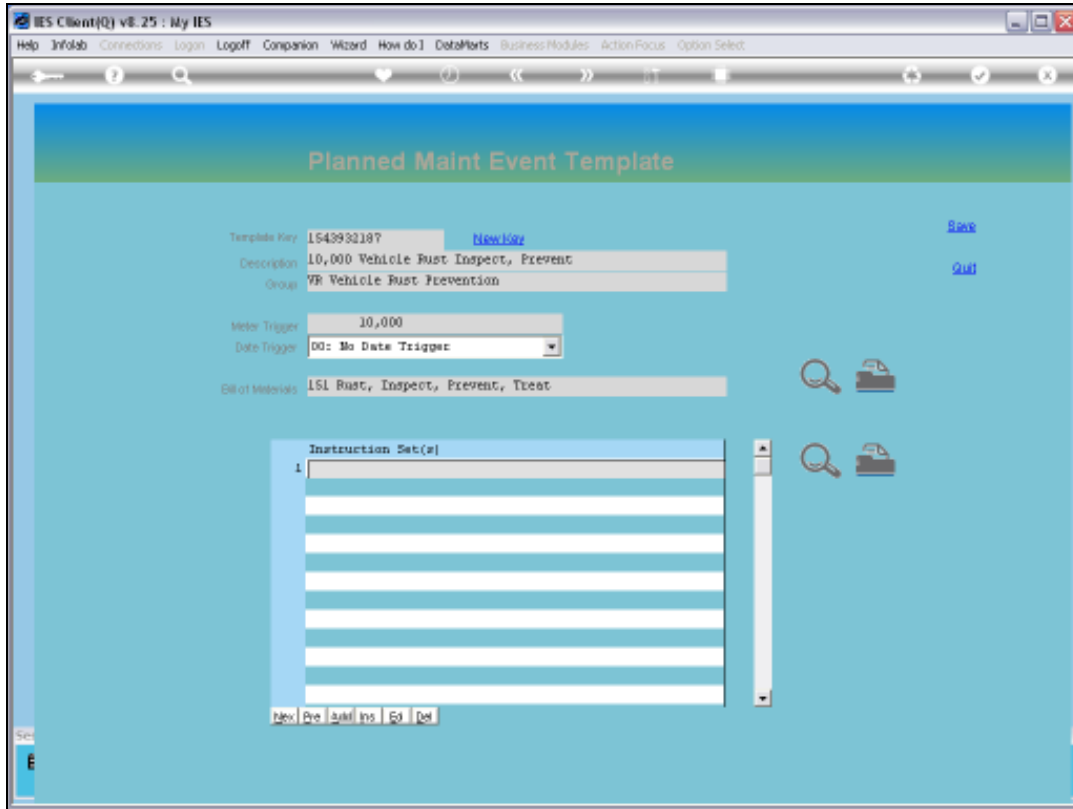 IES Client(Q) v8.25 : My IES
Help Infolab Connections Logon Logoff Companion Wizard How do I DataMarts Business Modules Action Focus Option Select
Planned Maint Event Template
Template Key 1543932187 New Key Save
Description 10,000 Vehicle Rust Inspect, Prevent
Quit
Group VR Vehicle Rust Prevention
Meter Trigger 10,000
Date Trigger 00: No Date Trigger
Bill of Materials 151 Rust, Inspect, Prevent, Treat
Instruction Set(s)
1
Nex Pre Add Ins Ed Del